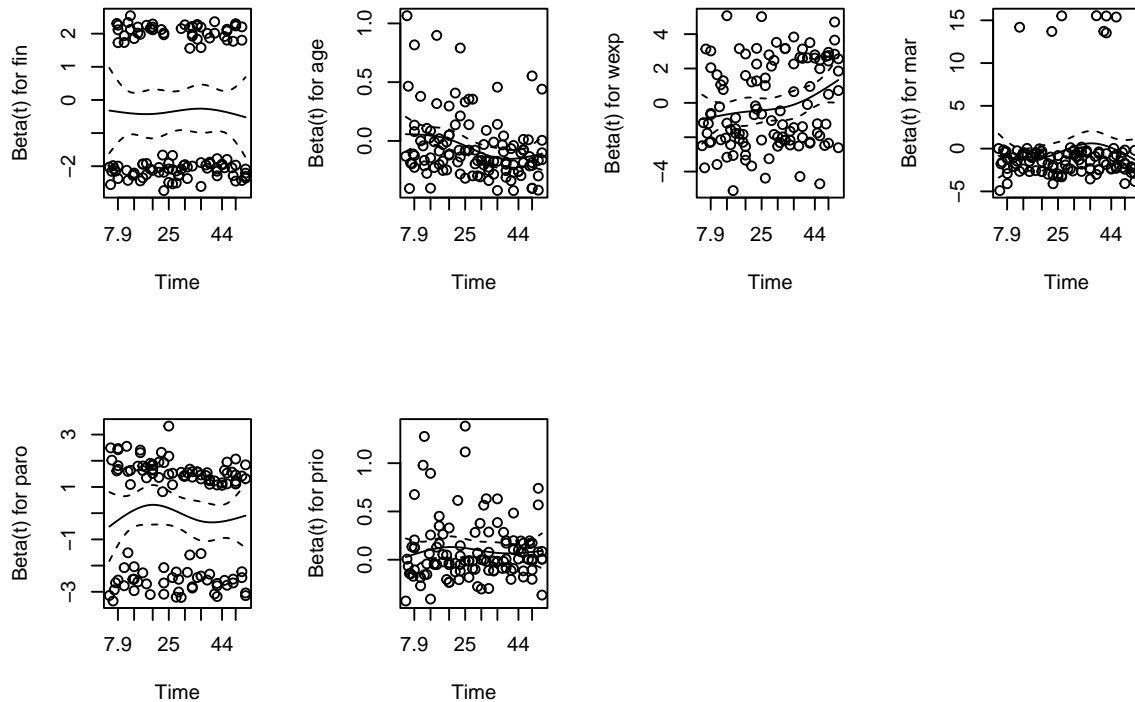 Beta(t) for fin
2
1
0
−2
7.9 25 44
Time
Beta(t) for age
1.0
0.5
0.0
7.9 25 44
Time
Beta(t) for wexp
4
2
0
−4
7.9 25 44
Time
Beta(t) for mar
15
10
5
0
−5
7.9 25 44
Time
Beta(t) for paro
3
1
−1
−3
7.9 25 44
Time
Beta(t) for prio
1.0
0.5
0.0
7.9 25 44
Time